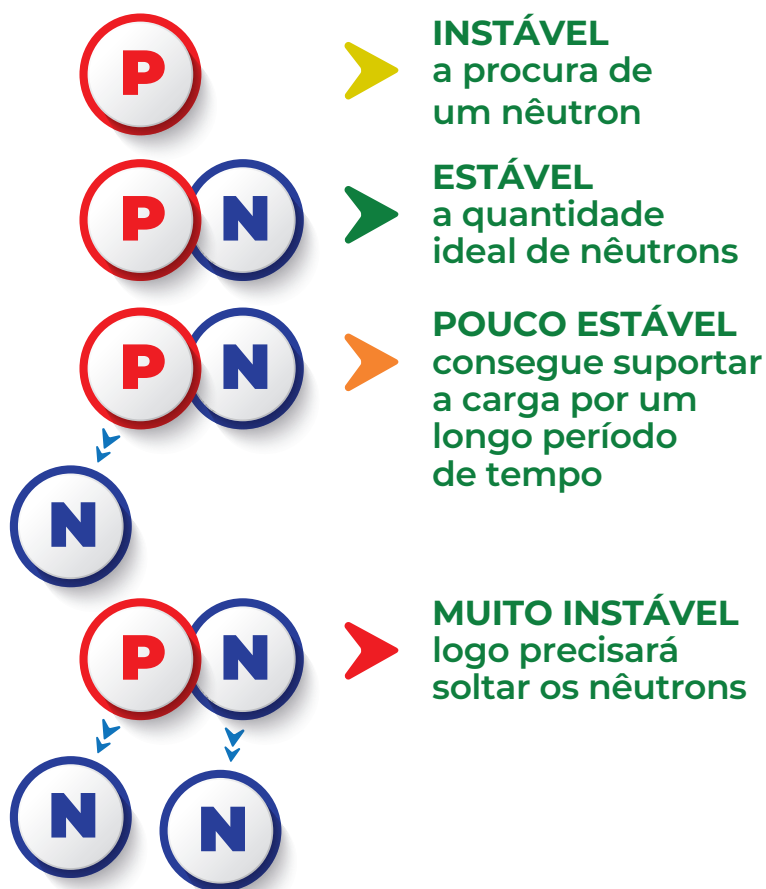 P
INSTÁVEL
a procura de
um nêutron
P N
ESTÁVEL
a quantidade
ideal de nêutrons
P N
POUCO ESTÁVEL
consegue suportar
a carga por um
longo período
de tempo
N
P N
MUITO INSTÁVEL
logo precisará
soltar os nêutrons
N N